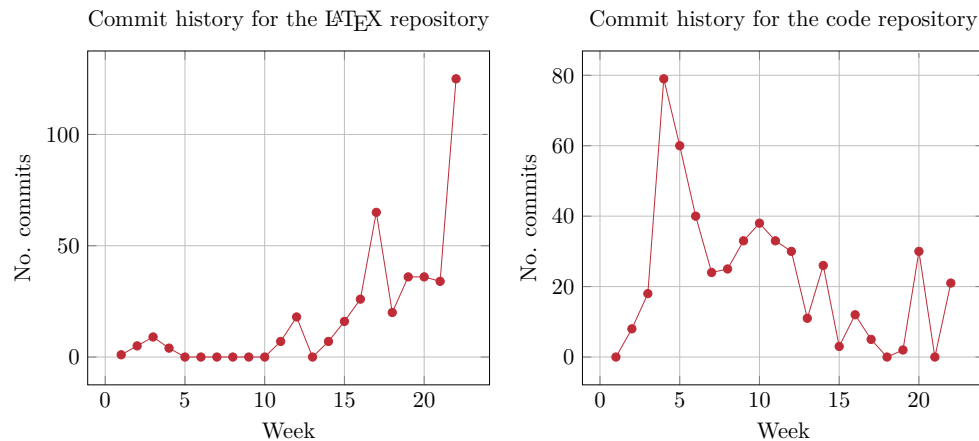 Commit history for the LATEX repository
100
50
0
0 5 10 15 20
No. commits
Week
Commit history for the code repository
80
60
40
20
0
0 5 10 15 20
No. commits
Week